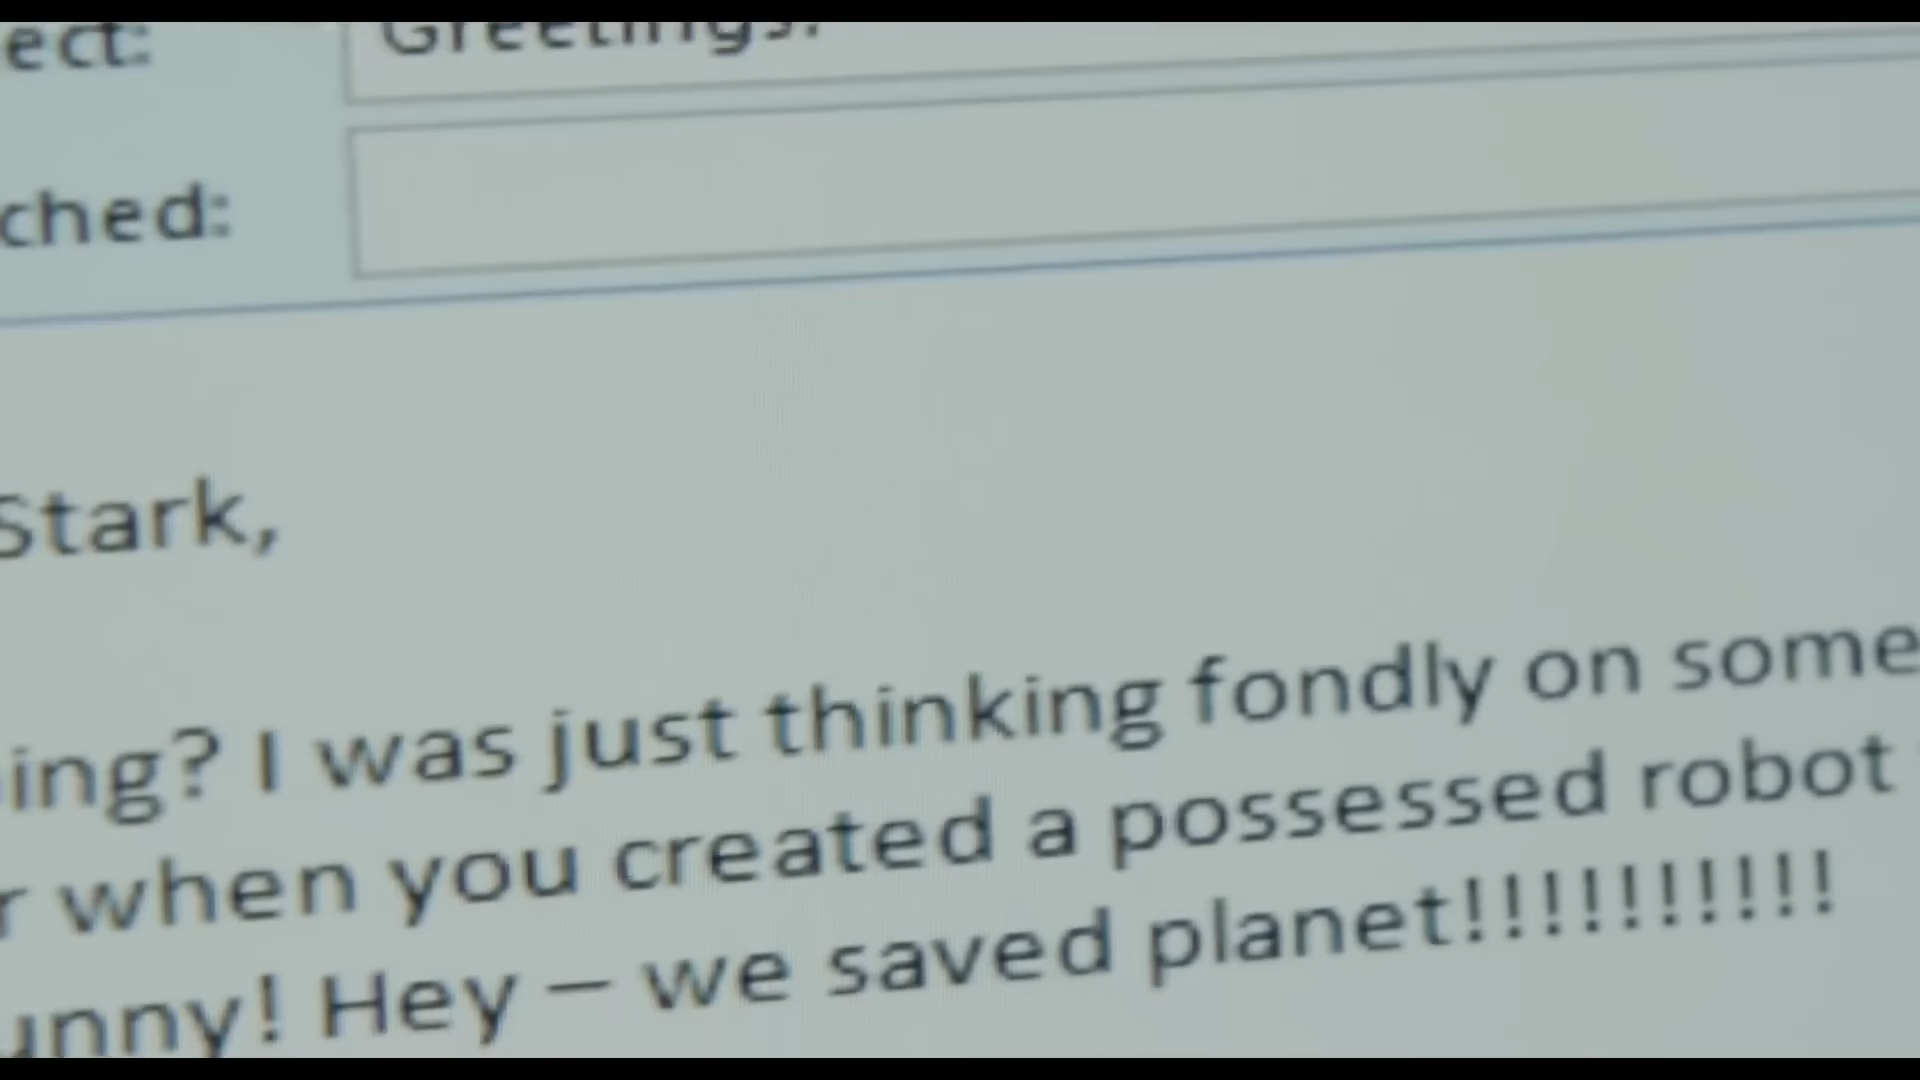 ect: Greetings!
ched:
Stark,
ing? I was just thinking fondly on some
r when you created a possessed robot
unny! Hey – we saved planet!!!!!!!!!!